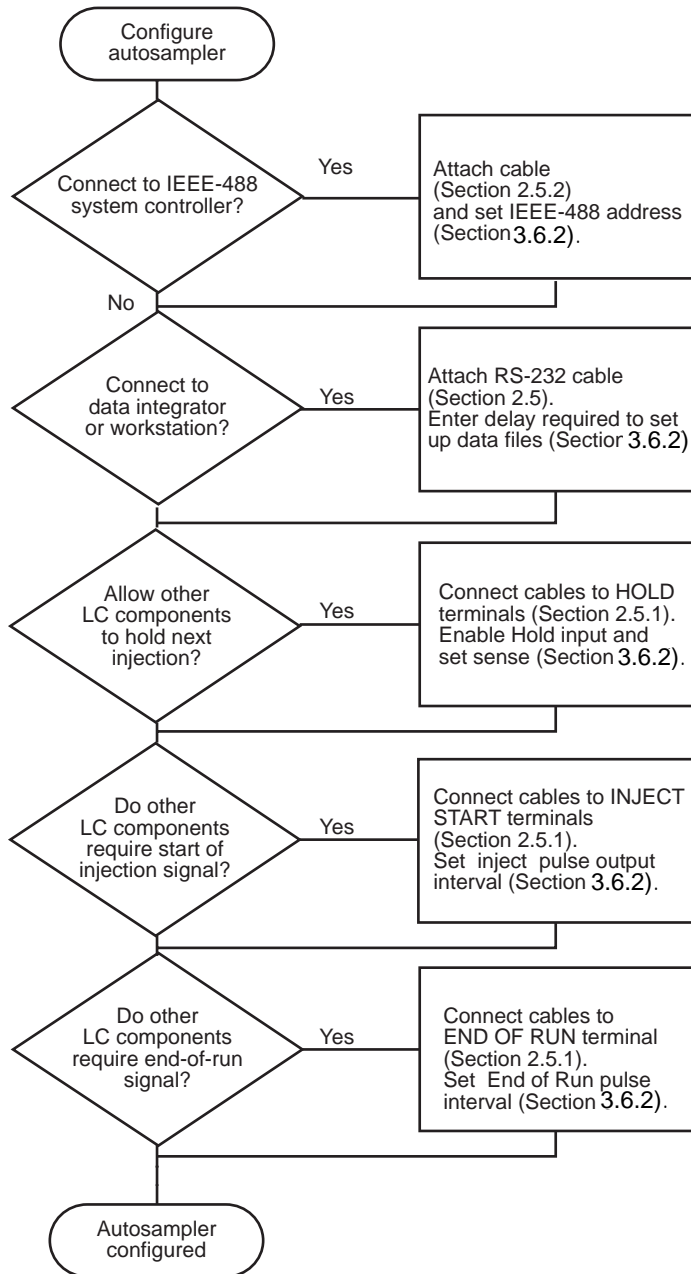 Configure
autosampler
Connect to IEEE-488
system controller?
Yes
Attach cable
(Section 2.5.2)
and set IEEE-488 address
(Section 3.6.2).
No
Connect to
data integrator
or workstation?
Yes
Attach RS-232 cable
(Section 2.5).
Enter delay required to set
up data files (Section 3.6.2)
Allow other
LC components
to hold next
injection?
Yes
Connect cables to HOLD
terminals (Section 2.5.1).
Enable Hold input and
set sense (Section 3.6.2).
Do other
LC components
require start of
injection signal?
Yes
Connect cables to INJECT
START terminals
(Section 2.5.1).
Set inject pulse output
interval (Section 3.6.2).
Do other
LC components
require end-of-run
signal?
Yes
Connect cables to
END OF RUN terminal
(Section 2.5.1).
Set End of Run pulse
interval (Section 3.6.2).
Autosampler
configured